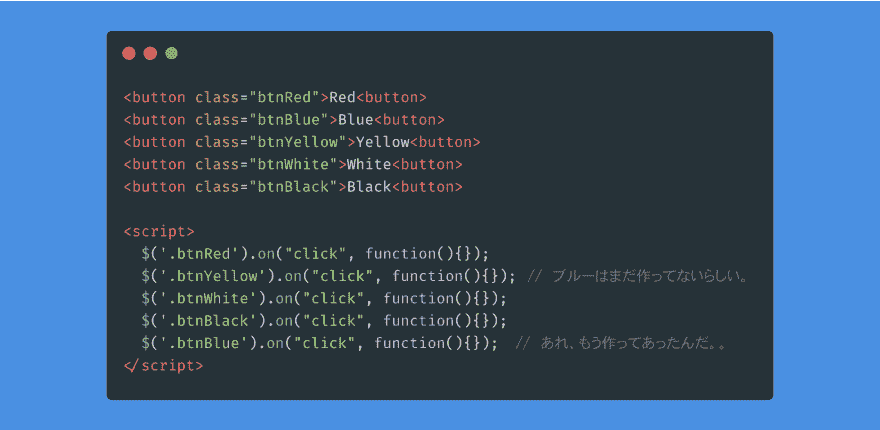 <button class="btnRed">Red<button>
<button class="btnBlue">Blue<button>
<button class="btnYellow">Yellow<button>
<button class="btnWhite">White<button>
<button class="btnBlack">Black<button>
<script>
$('.btnRed').on("click", function(){});
$('.btnYellow').on("click", function(){}); // ブルーはまだ作ってないらしい。
$('.btnWhite').on("click", function(){});
$('.btnBlack').on("click", function(){});
$('.btnBlue').on("click", function(){}); // あれ、もう作ってあったんだ。。
</script>